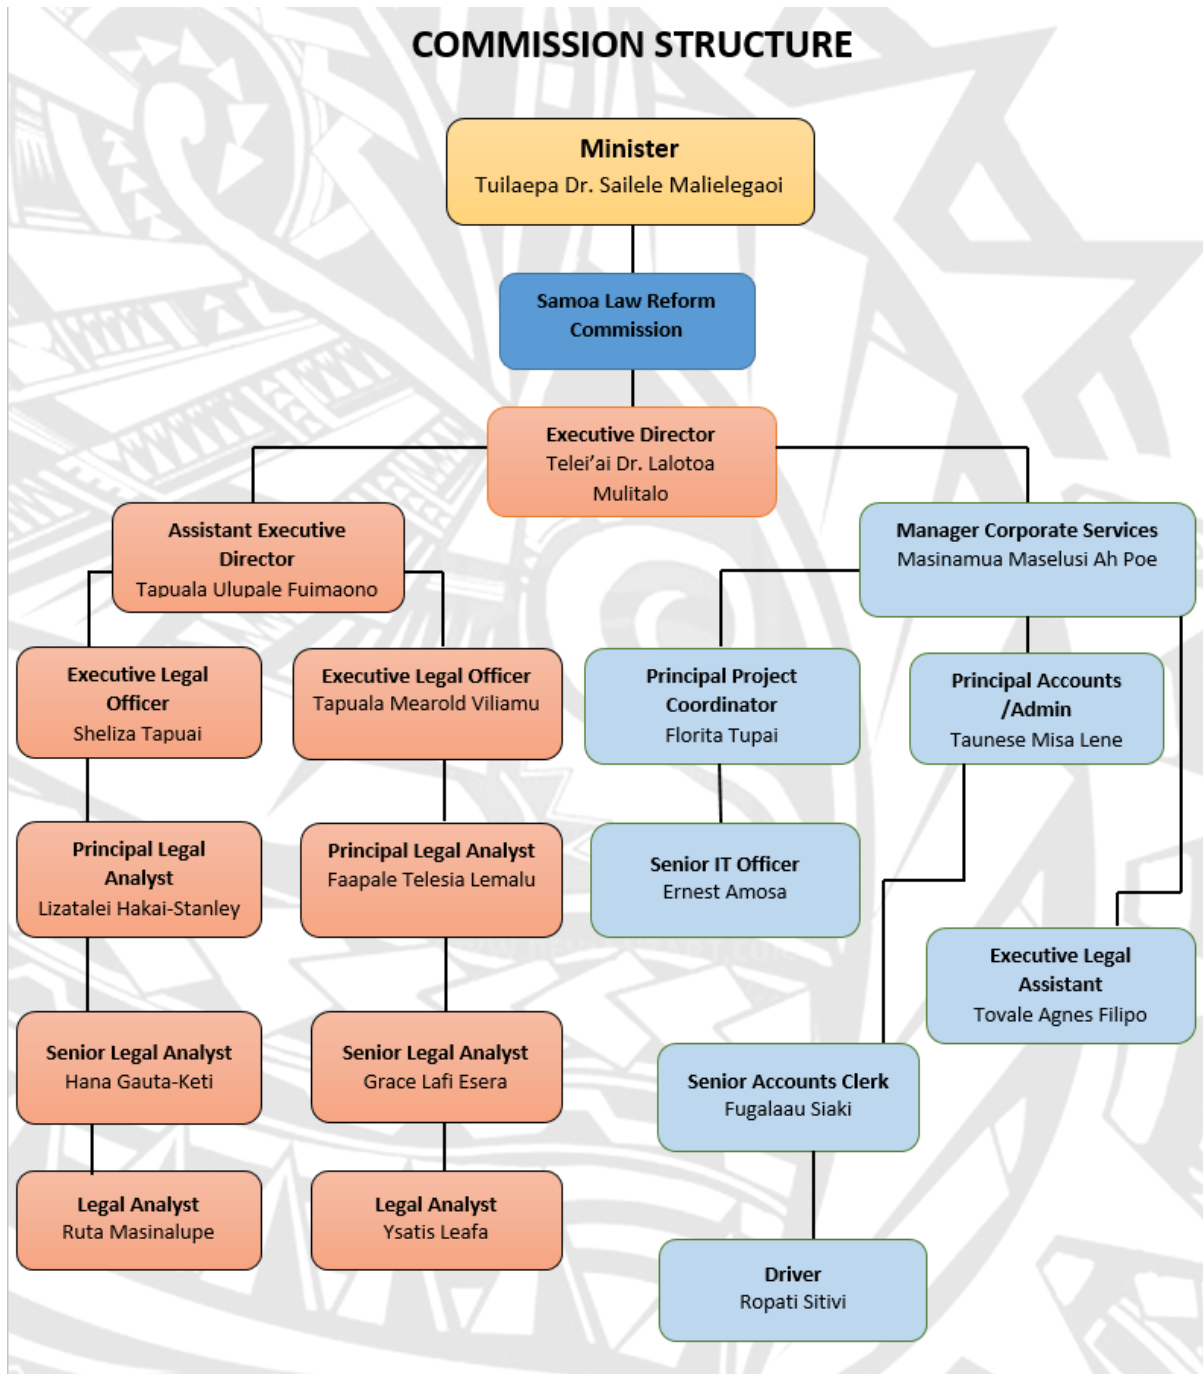 COMMISSION STRUCTURE
Minister
Tuilaepa Dr. Sailele Malielegaoi
Samoa Law Reform
Commission
Executive Director
Telei’ai Dr. Lalotoa
Mulitalo
Assistant Executive
Director
Tapuala Ulupale Fuimaono
Manager Corporate Services
Masinamua Maselusi Ah Poe
Executive Legal
Officer
Sheliza Tapuai
Executive Legal Officer
Tapuala Mearold Viliamu
Principal Project
Coordinator
Florita Tupai
Principal Accounts
/Admin
Taunese Misa Lene
Principal Legal
Analyst
Lizatalei Hakai-Stanley
Principal Legal Analyst
Faapale Telesia Lemalu
Senior IT Officer
Ernest Amosa
Executive Legal
Assistant
Tovale Agnes Filipo
Senior Legal Analyst
Hana Gauta-Keti
Senior Legal Analyst
Grace Lafi Esera
Senior Accounts Clerk
Fugalaau Siaki
Legal Analyst
Ruta Masinalupe
Legal Analyst
Ysatis Leafa
Driver
Ropati Sitivi